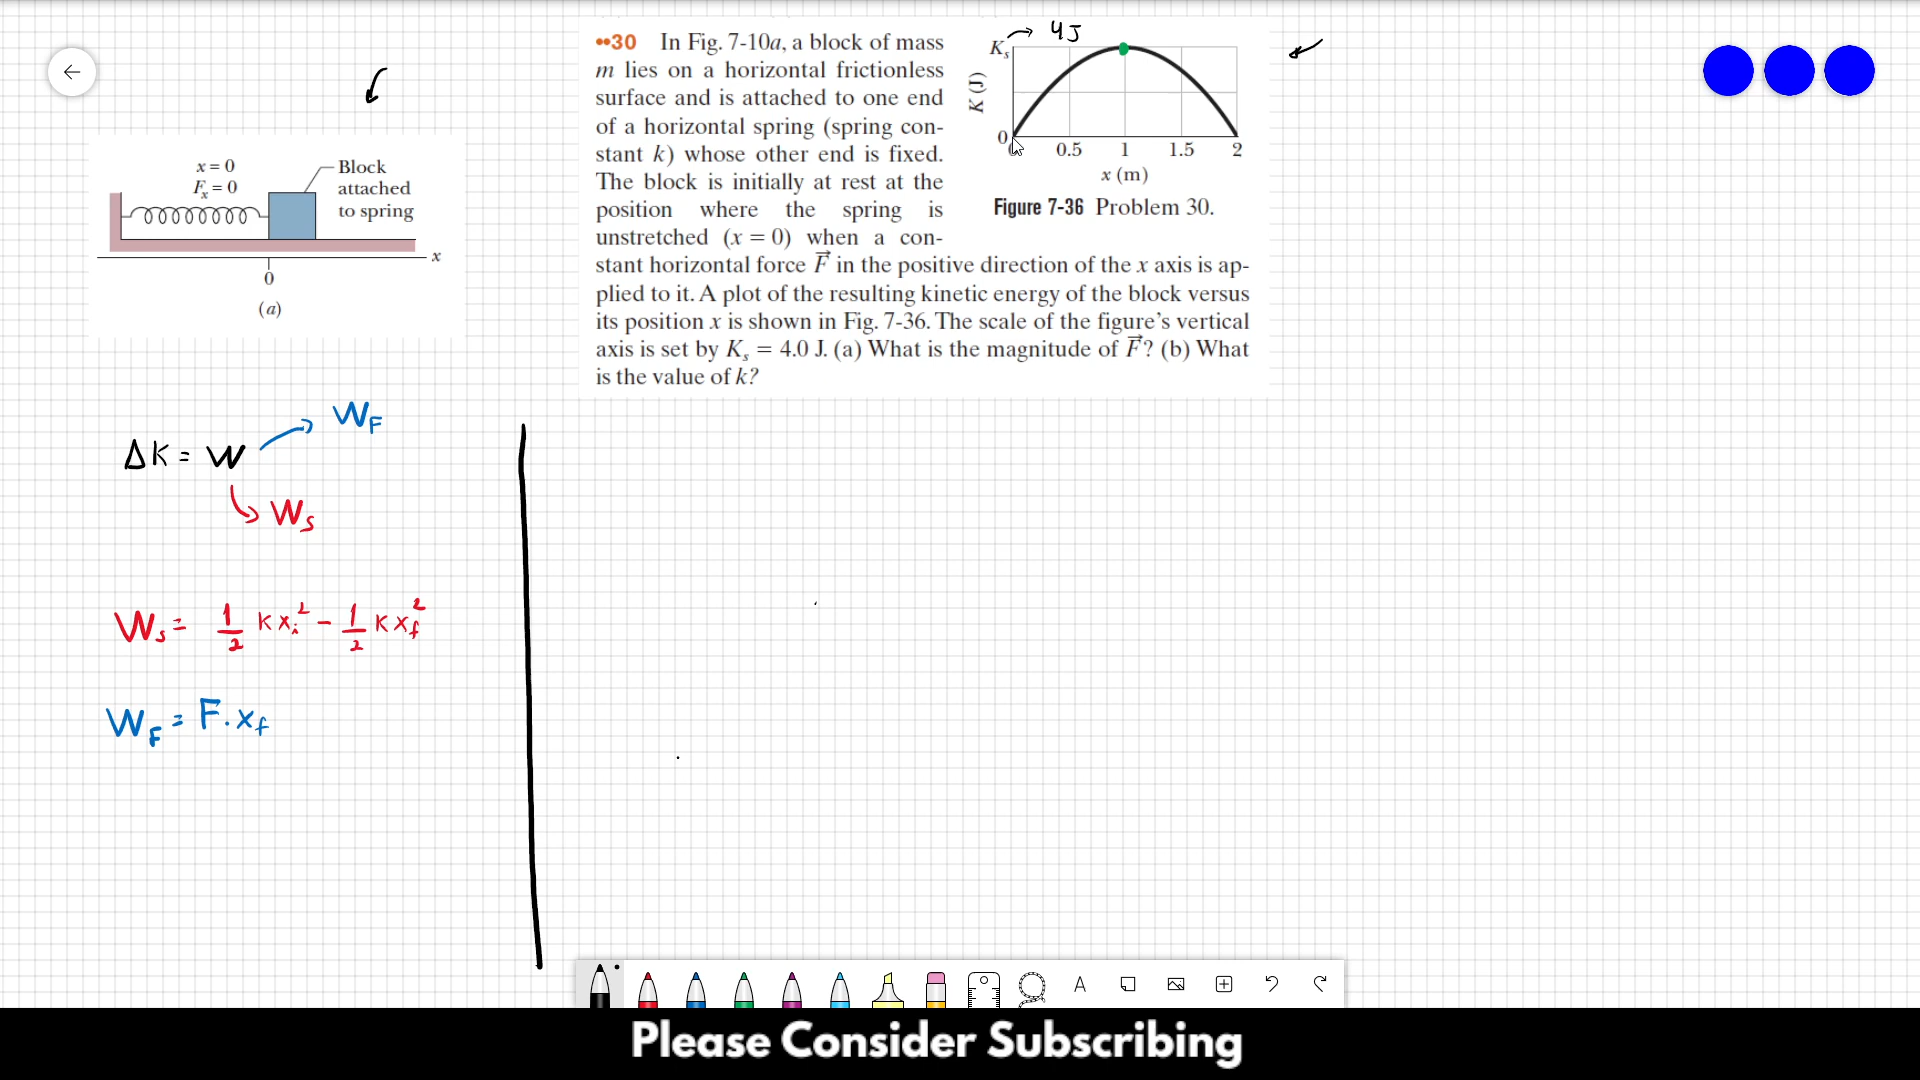 ••30 In Fig. 7-10a, a block of mass
m lies on a horizontal frictionless
surface and is attached to one end
of a horizontal spring (spring con-
stant k) whose other end is fixed.
The block is initially at rest at the
position where the spring is
unstretched (x = 0) when a con-
stant horizontal force F⃗ in the positive direction of the x axis is ap-
plied to it. A plot of the resulting kinetic energy of the block versus
its position x is shown in Fig. 7-36. The scale of the figure's vertical
axis is set by Kₛ = 4.0 J. (a) What is the magnitude of F⃗? (b) What
is the value of k?
Kₛ → 4J
K (J)
0
0.5 1 1.5 2
x (m)
Figure 7-36 Problem 30.
x = 0
Fₓ = 0
Block
attached
to spring
x
0
(a)
ΔK = W → W_F
↳ Wₛ
Wₛ = 1/2 k xᵢ² - 1/2 k x_f²
W_F = F . x_f
A
Please Consider Subscribing